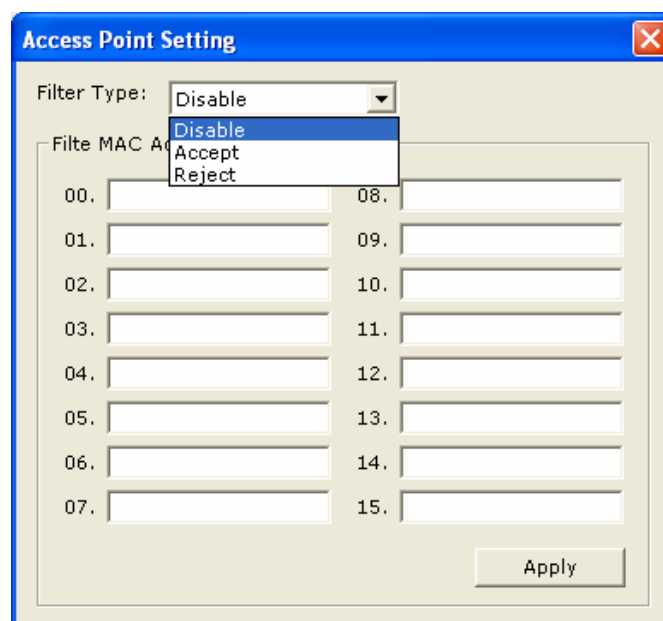 Access Point Setting
Filter Type: Disable
Disable
Accept
Reject
Filte MAC
00. 08.
01. 09.
02. 10.
03. 11.
04. 12.
05. 13.
06. 14.
07. 15.
Apply